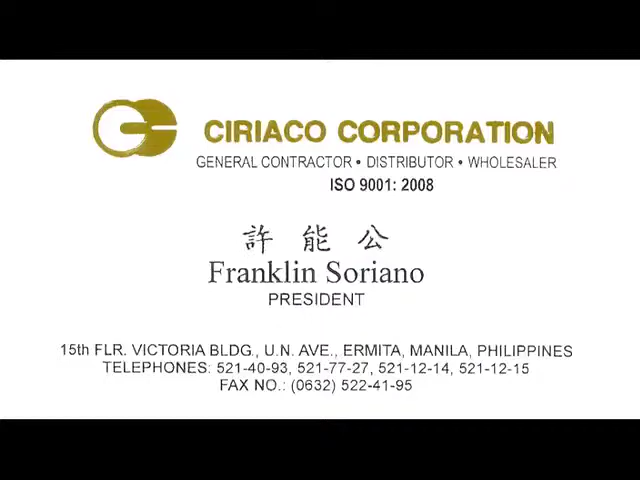 CIRIACO CORPORATION
GENERAL CONTRACTOR • DISTRIBUTOR • WHOLESALER
ISO 9001: 2008
許 能 公
Franklin Soriano
PRESIDENT
15th FLR. VICTORIA BLDG., U.N. AVE., ERMITA, MANILA, PHILIPPINES
TELEPHONES: 521-40-93, 521-77-27, 521-12-14, 521-12-15
FAX NO.: (0632) 522-41-95